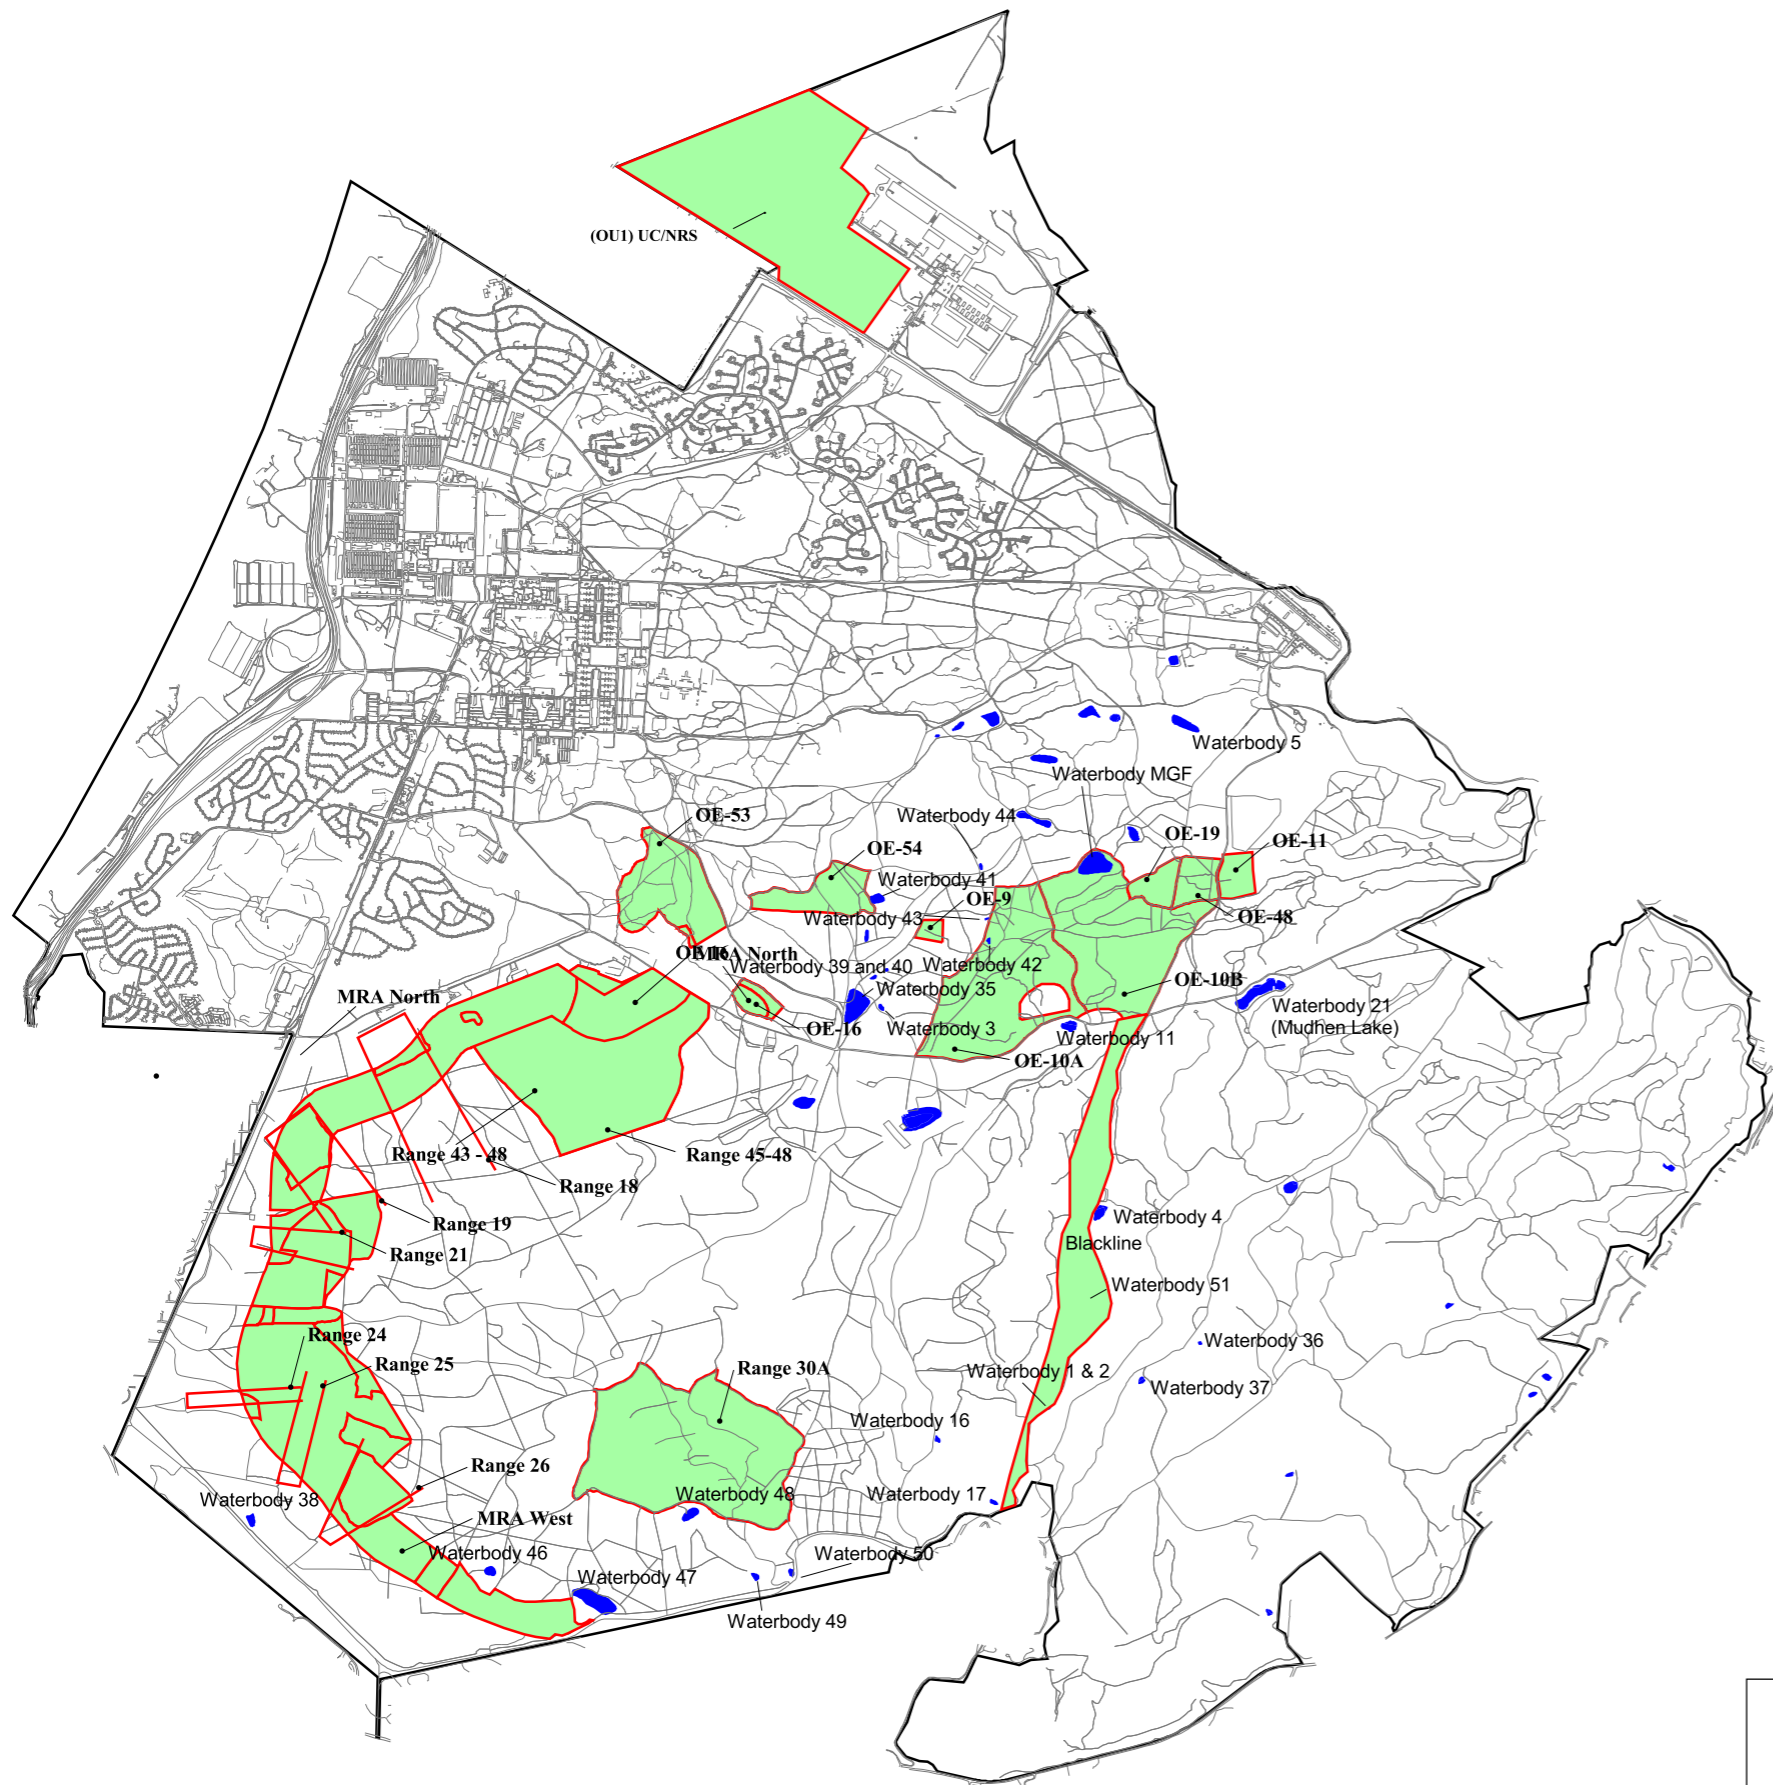 (OU1) UC/NRS
Waterbody 5
Waterbody MGF
OE-53
Waterbody 44
OE-19
OE-11
OE-54
Waterbody 41
OE-9
Waterbody 43
OE-48
OE-16
MRA North
Waterbody 39 and 40
Waterbody 42
OE-10B
MRA North
Waterbody 35
Waterbody 21
(Mudhen Lake)
OE-16
Waterbody 3
Waterbody 11
OE-10A
Range 43 - 48
Range 45-48
Range 18
Range 19
Waterbody 4
Range 21
Blackline
Waterbody 51
Range 24
Waterbody 36
Range 25
Range 30A
Waterbody 1 & 2
Waterbody 37
Waterbody 16
Range 26
Waterbody 38
Waterbody 48
Waterbody 17
MRA West
Waterbody 46
Waterbody 50
Waterbody 47
Waterbody 49